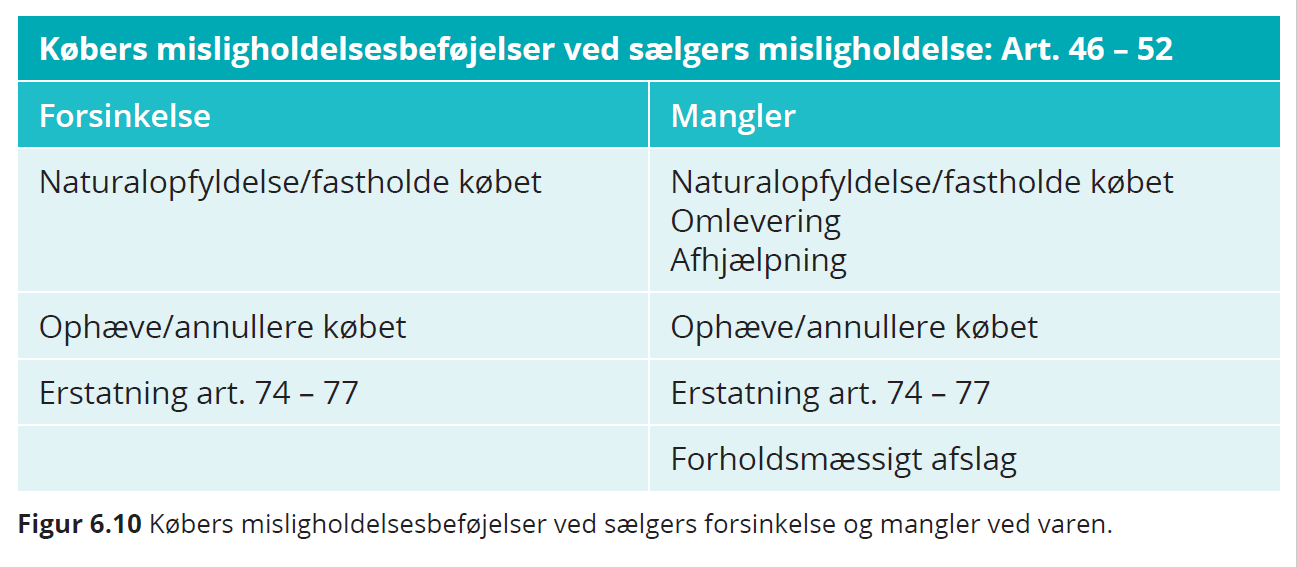 Købers misligholdelsesbeføjelser ved sælgers misligholdelse: Art. 46 – 52
Forsinkelse
Mangler
Naturalopfyldelse/fastholde købet
Naturalopfyldelse/fastholde købet
Omlevering
Afhjælpning
Ophæve/annullere købet
Ophæve/annullere købet
Erstatning art. 74 – 77
Erstatning art. 74 – 77
Forholdsmæssigt afslag
Figur 6.10 Købers misligholdelsesbeføjelser ved sælgers forsinkelse og mangler ved varen.